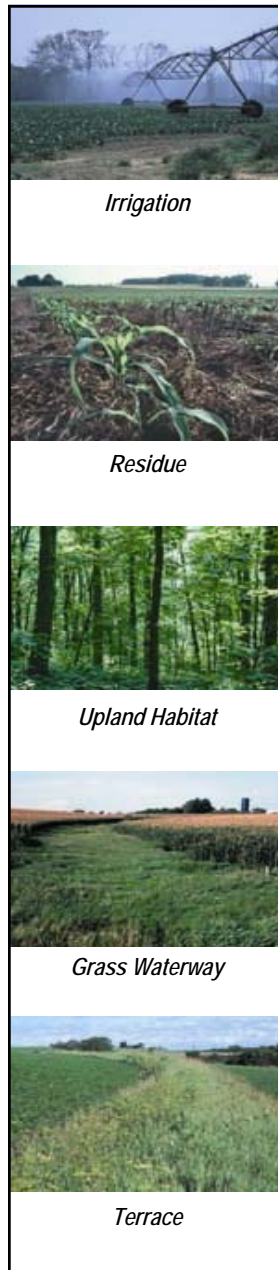 Irrigation
Residue
Upland Habitat
Grass Waterway
Terrace